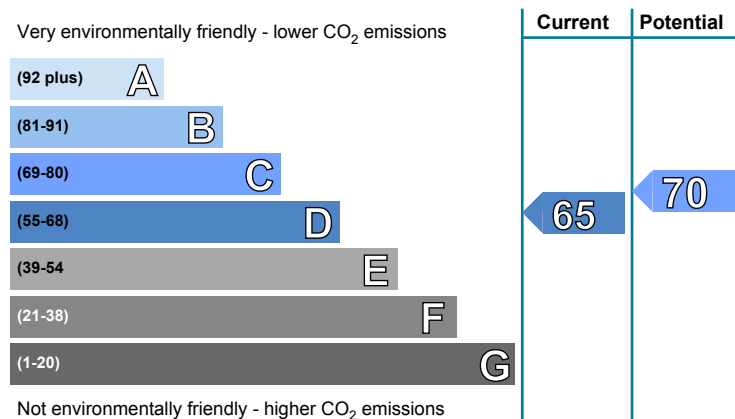 Very environmentally friendly - lower CO₂ emissions
Current
Potential
(92 plus) A
(81-91) B
(69-80) C
(55-68) D
(39-54 E
(21-38) F
(1-20) G
65
70
Not environmentally friendly - higher CO₂ emissions